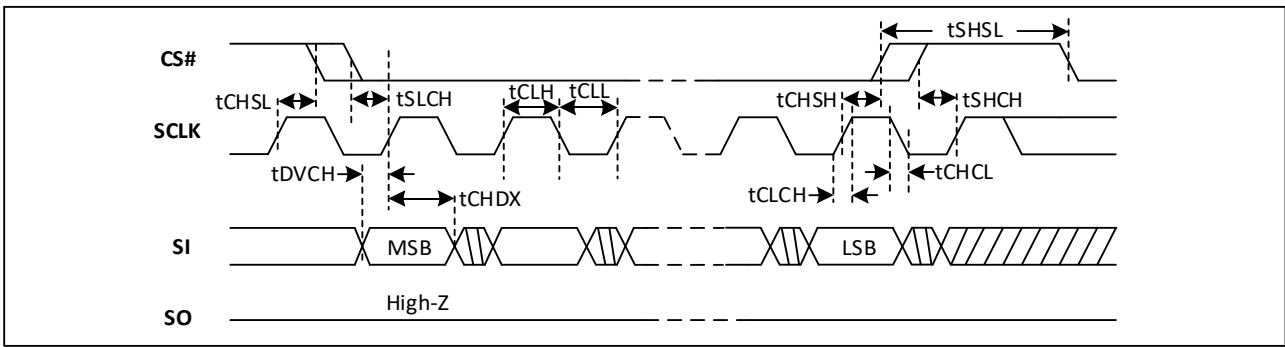 tSHSL
CS#
tCHSL
tSLCH
tCLH
tCLL
tCHSH
tSHCH
SCLK
tDVCH
tCHDX
tCLCH
tCHCL
SI
MSB
LSB
High-Z
SO